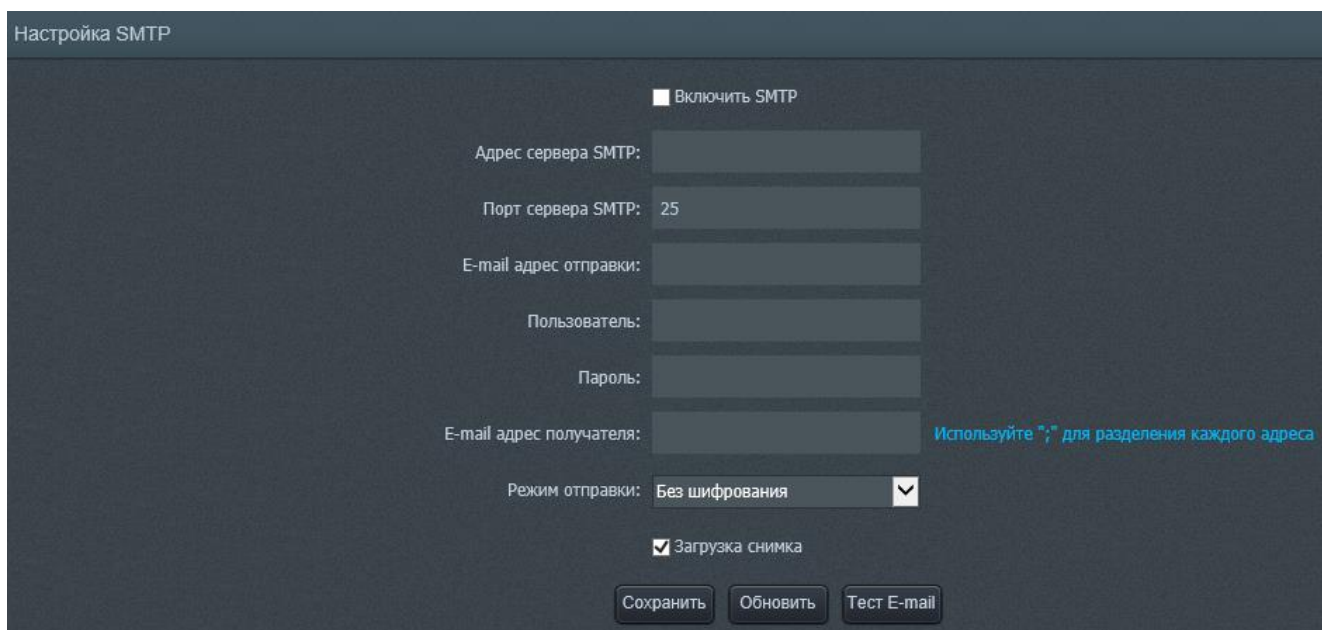 Настройка SMTP
Включить SMTP
Адрес сервера SMTP:
Порт сервера SMTP: 25
E-mail адрес отправки:
Пользователь:
Пароль:
E-mail адрес получателя: Используйте ";" для разделения каждого адреса
Режим отправки: Без шифрования
Загрузка снимка
Сохранить Обновить Тест E-mail